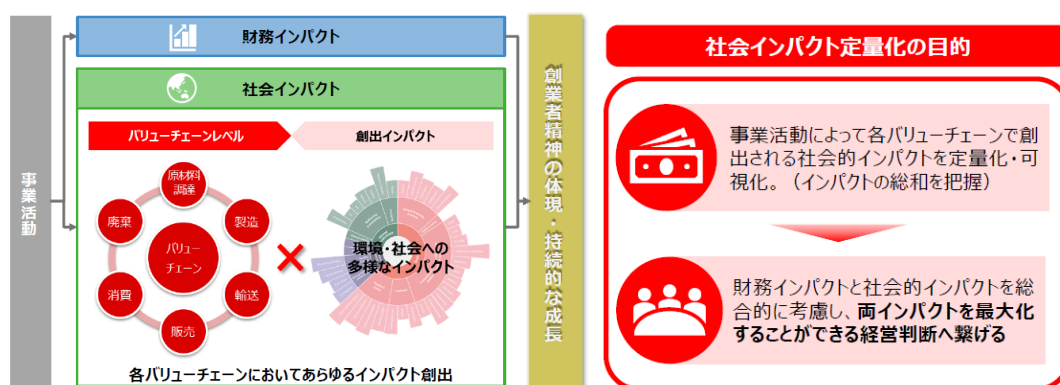 事業活動
財務インパクト
社会インパクト
バリューチェーンレベル
創出インパクト
原材料
調達
製造
輸送
販売
消費
廃棄
バリュー
チェーン
×
環境・社会への
多様なインパクト
各バリューチェーンにおいてあらゆるインパクト創出
創業者精神の体現・持続的な成長
社会インパクト定量化の目的
事業活動によって各バリューチェーンで創
出される社会的インパクトを定量化・可
視化。（インパクトの総和を把握）
財務インパクトと社会的インパクトを総
合的に考慮し、両インパクトを最大化
することができる経営判断へ繋げる